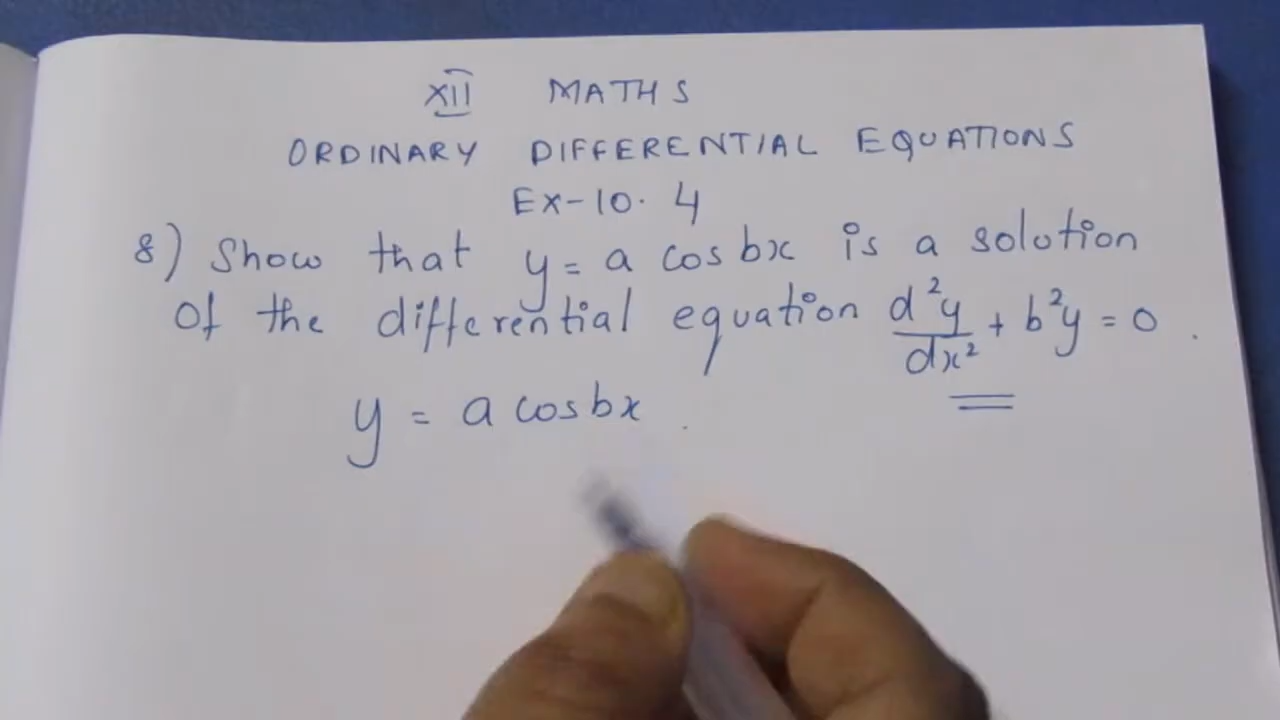 XII MATHS
ORDINARY DIFFERENTIAL EQUATIONS
EX-10.4
8) Show that y = a cos bx is a solution
Of the differential equation d²y/dx² + b²y = 0.
y = a cos bx